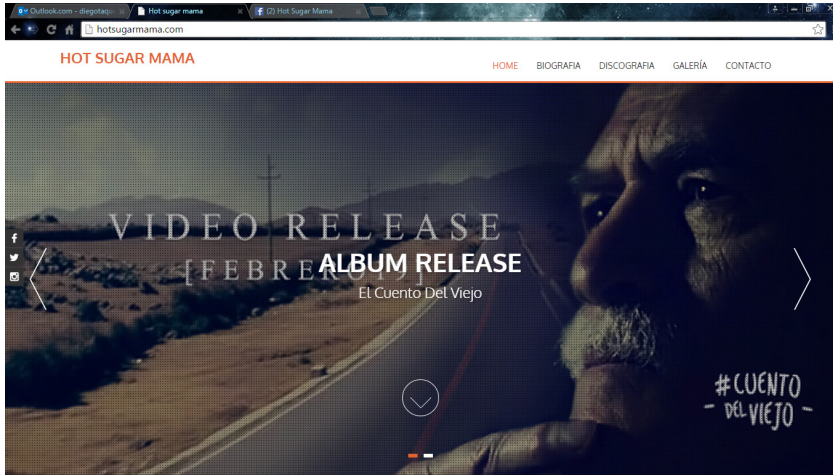 Outlook.com - diegotaqu
Hot sugar mama
(2) Hot Sugar Mama
hotsugarmama.com
HOT SUGAR MAMA
HOME BIOGRAFIA DISCOGRAFIA GALERÍA CONTACTO
VIDEO RELEASE
ALBUM RELEASE
El Cuento Del Viejo
#CUENTO
- DEL VIEJO -